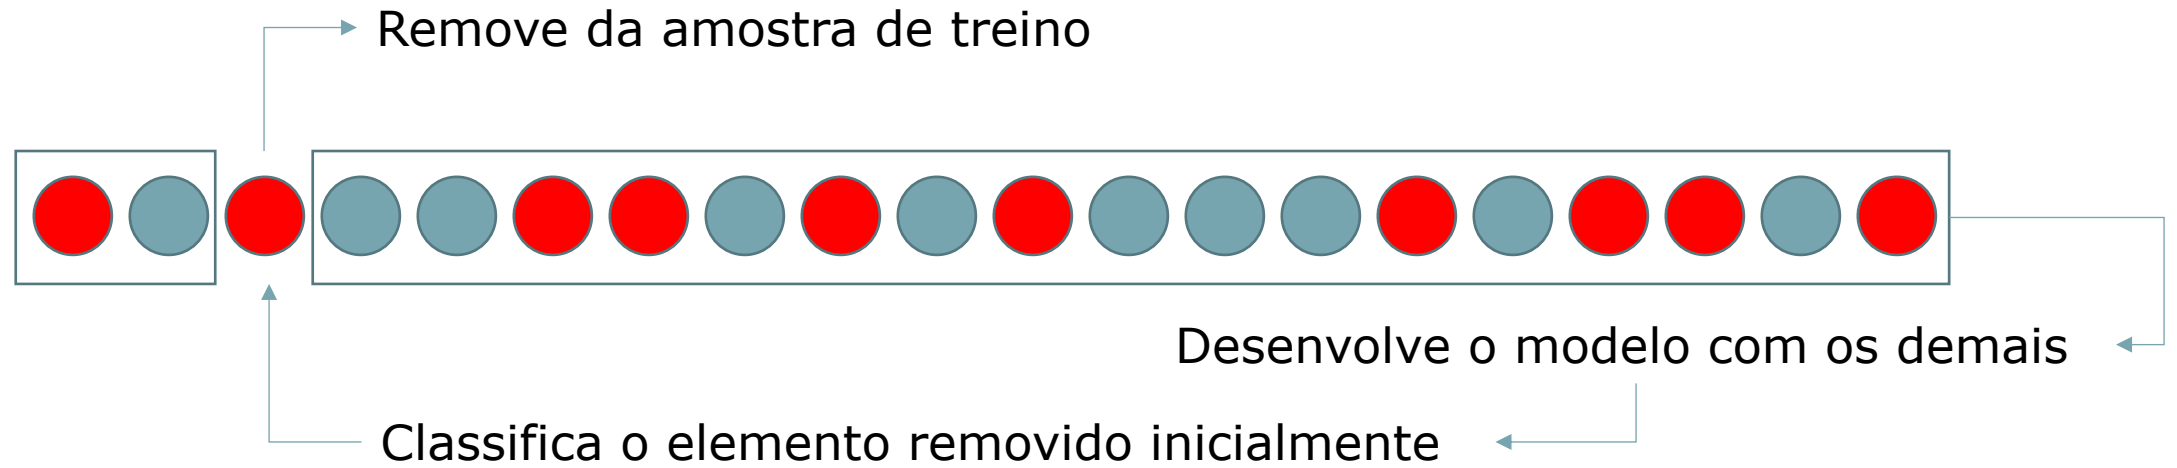 Remove da amostra de treino
Desenvolve o modelo com os demais
Classifica o elemento removido inicialmente